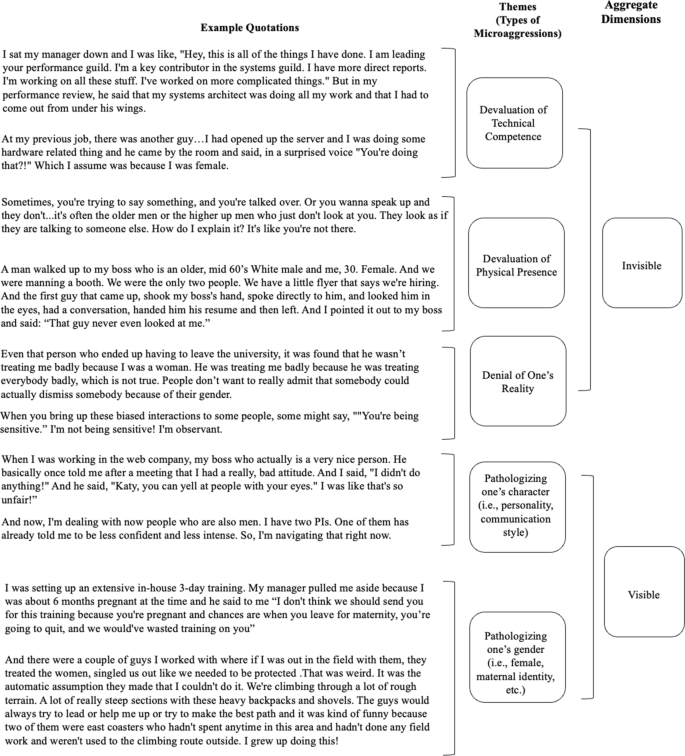 Example Quotations
Themes
(Types of
Microaggressions)
Aggregate
Dimensions
I sat my manager down and I was like, "Hey, this is all of the things I have done. I am leading
your performance guild. I'm a key contributor in the systems guild. I have more direct reports.
I'm working on all these stuff. I've worked on more complicated things." But in my
performance review, he said that my systems architect was doing all my work and that I had to
come out from under his wings.
At my previous job, there was another guy…I had opened up the server and I was doing some
hardware related thing and he came by the room and said, in a surprised voice "You're doing
that?!" Which I assume was because I was female.
Devaluation of
Technical
Competence
Sometimes, you're trying to say something, and you're talked over. Or you wanna speak up and
they don't...it's often the older men or the higher up men who just don't look at you. They look as if
they are talking to someone else. How do I explain it? It's like you're not there.
A man walked up to my boss who is an older, mid 60’s White male and me, 30. Female. And we
were manning a booth. We were the only two people. We have a little flyer that says we're hiring.
And the first guy that came up, shook my boss's hand, spoke directly to him, and looked him in
the eyes, had a conversation, handed him his resume and then left. And I pointed it out to my boss
and said: “That guy never even looked at me.”
Devaluation of
Physical Presence
Invisible
Even that person who ended up having to leave the university, it was found that he wasn’t
treating me badly because I was a woman. He was treating me badly because he was treating
everybody badly, which is not true. People don’t want to really admit that somebody could
actually dismiss somebody because of their gender.
When you bring up these biased interactions to some people, some might say, ""You're being
sensitive.” I'm not being sensitive! I'm observant.
Denial of One’s
Reality
When I was working in the web company, my boss who actually is a very nice person. He
basically once told me after a meeting that I had a really, bad attitude. And I said, "I didn't do
anything!" And he said, "Katy, you can yell at people with your eyes." I was like that's so
unfair!”
And now, I'm dealing with now people who are also men. I have two PIs. One of them has
already told me to be less confident and less intense. So, I'm navigating that right now.
Pathologizing
one’s character
(i.e., personality,
communication
style)
Visible
I was setting up an extensive in-house 3-day training. My manager pulled me aside because I
was about 6 months pregnant at the time and he said to me “I don't think we should send you
for this training because you're pregnant and chances are when you leave for maternity, you’re
going to quit, and we would've wasted training on you”
And there were a couple of guys I worked with where if I was out in the field with them, they
treated the women, singled us out like we needed to be protected .That was weird. It was the
automatic assumption they made that I couldn't do it. We're climbing through a lot of rough
terrain. A lot of really steep sections with these heavy backpacks and shovels. The guys would
always try to lead or help me up or try to make the best path and it was kind of funny because
two of them were east coasters who hadn't spent anytime in this area and hadn't done any field
work and weren't used to the climbing route outside. I grew up doing this!
Pathologizing
one’s gender
(i.e., female,
maternal identity,
etc.)